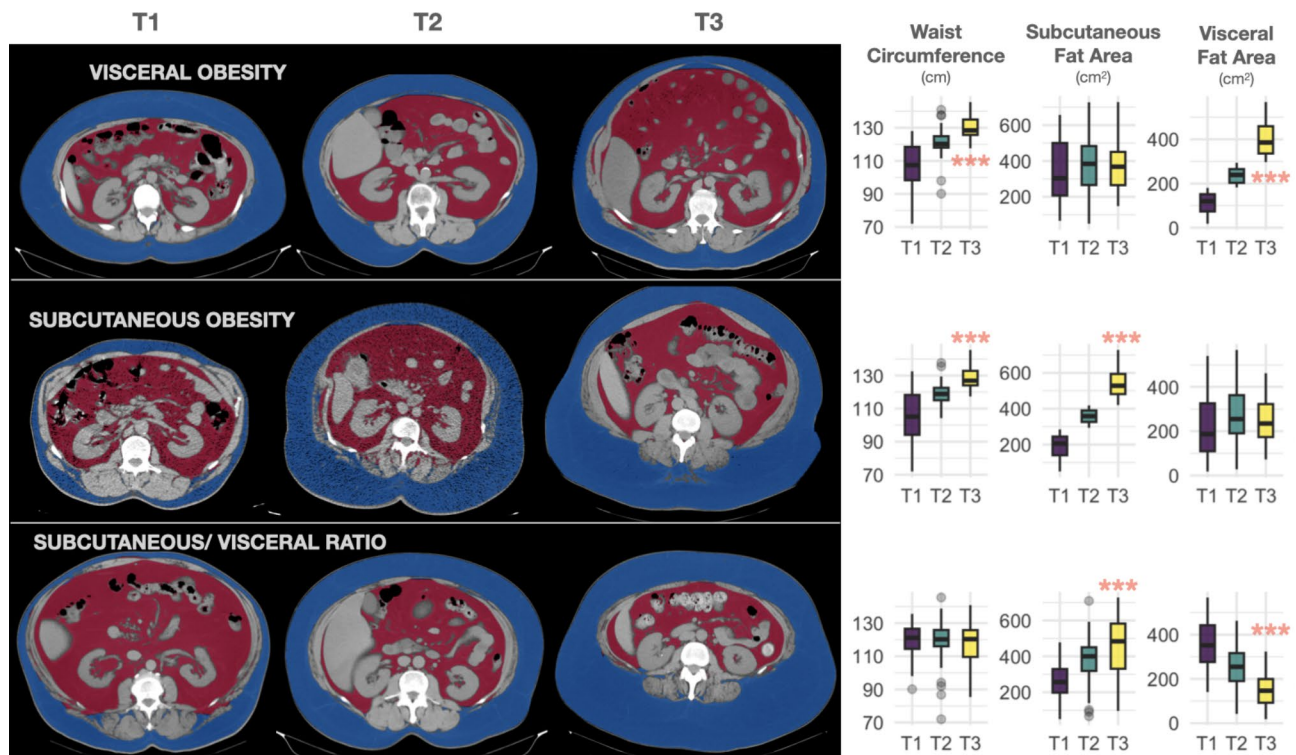 T1 T2 T3
Waist Circumference (cm)
Subcutaneous Fat Area (cm²)
Visceral Fat Area (cm²)
VISCERAL OBESITY
130
110
90
70
T1 T2 T3
***
600
400
200
T1 T2 T3
400
200
0
T1 T2 T3
***
SUBCUTANEOUS OBESITY
***
130
110
90
70
T1 T2 T3
***
600
400
200
T1 T2 T3
400
200
0
T1 T2 T3
SUBCUTANEOUS/ VISCERAL RATIO
130
110
90
70
T1 T2 T3
***
600
400
200
T1 T2 T3
***
400
200
0
T1 T2 T3